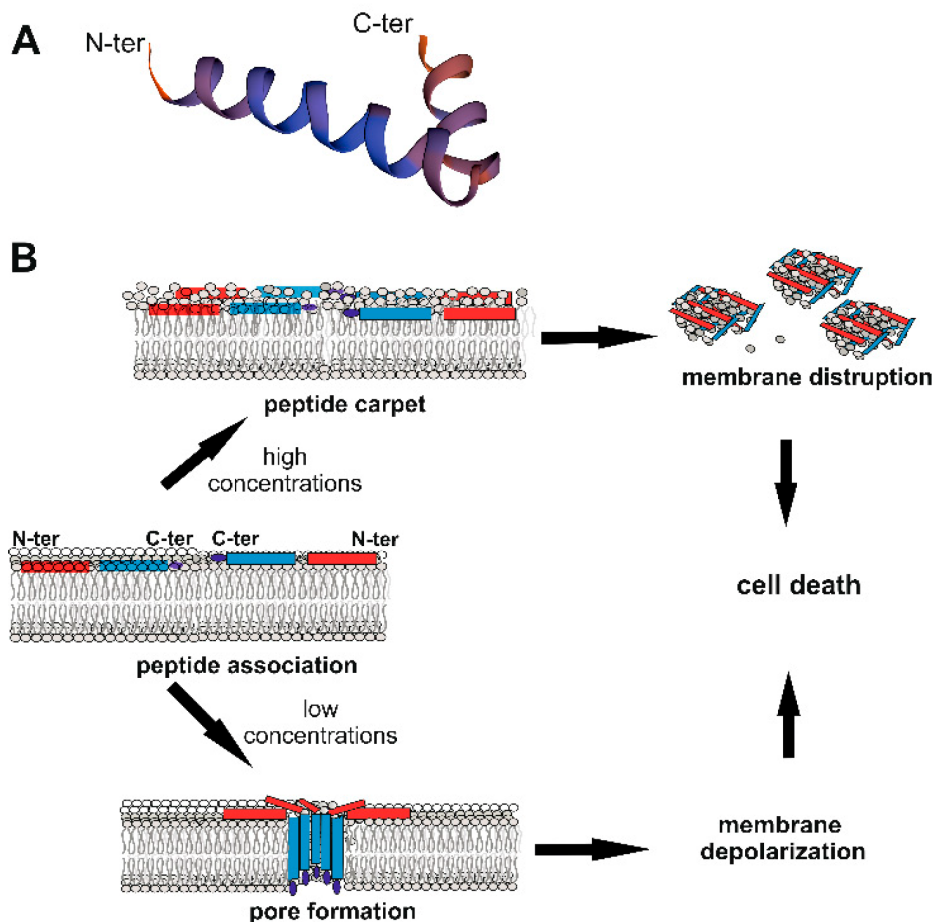 A
N-ter
C-ter
B
peptide carpet
membrane distruption
high
concentrations
N-ter C-ter C-ter N-ter
cell death
peptide association
low
concentrations
membrane
depolarization
pore formation